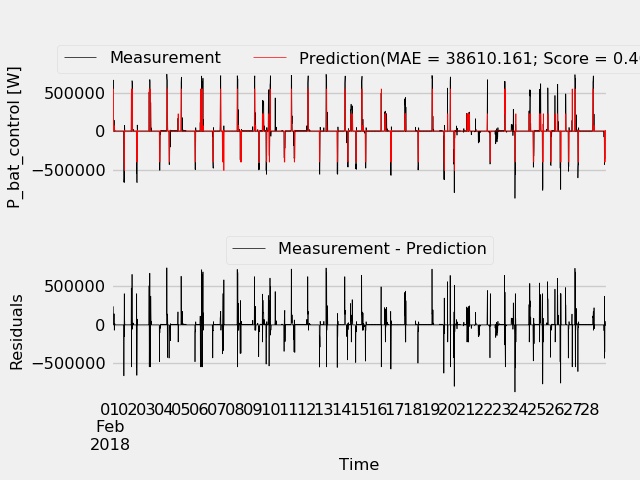 Measurement
Prediction(MAE = 38610.161; Score = 0.4
P_bat_control [W]
500000
0
−500000
Measurement - Prediction
Residuals
500000
0
−500000
01020304050607080910111213141516171819202122232425262728
Feb
2018
Time